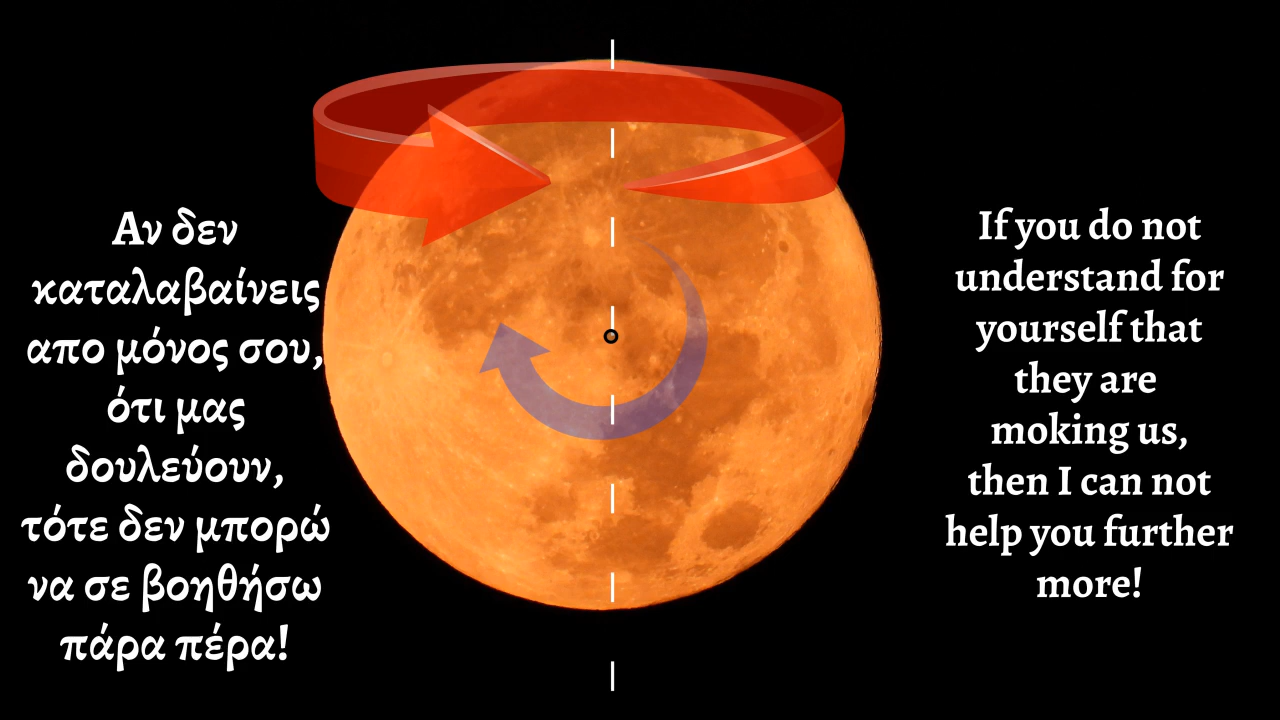 Αν δεν
καταλαβαίνεις
απο μόνος σου,
ότι μας
δουλεύουν,
τότε δεν μπορώ
να σε βοηθήσω
πάρα πέρα!
If you do not
understand for
yourself that
they are
moking us,
then I can not
help you further
more!